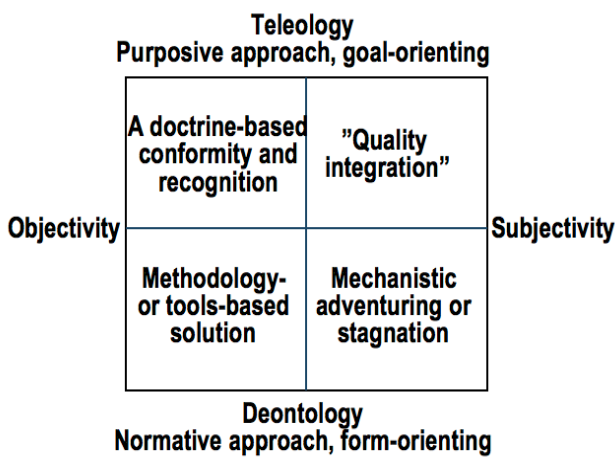 Teleology
Purposive approach, goal-orienting
A doctrine-based
conformity and
recognition
”Quality
integration”
Objectivity
Subjectivity
Methodology-
or tools-based
solution
Mechanistic
adventuring or
stagnation
Deontology
Normative approach, form-orienting